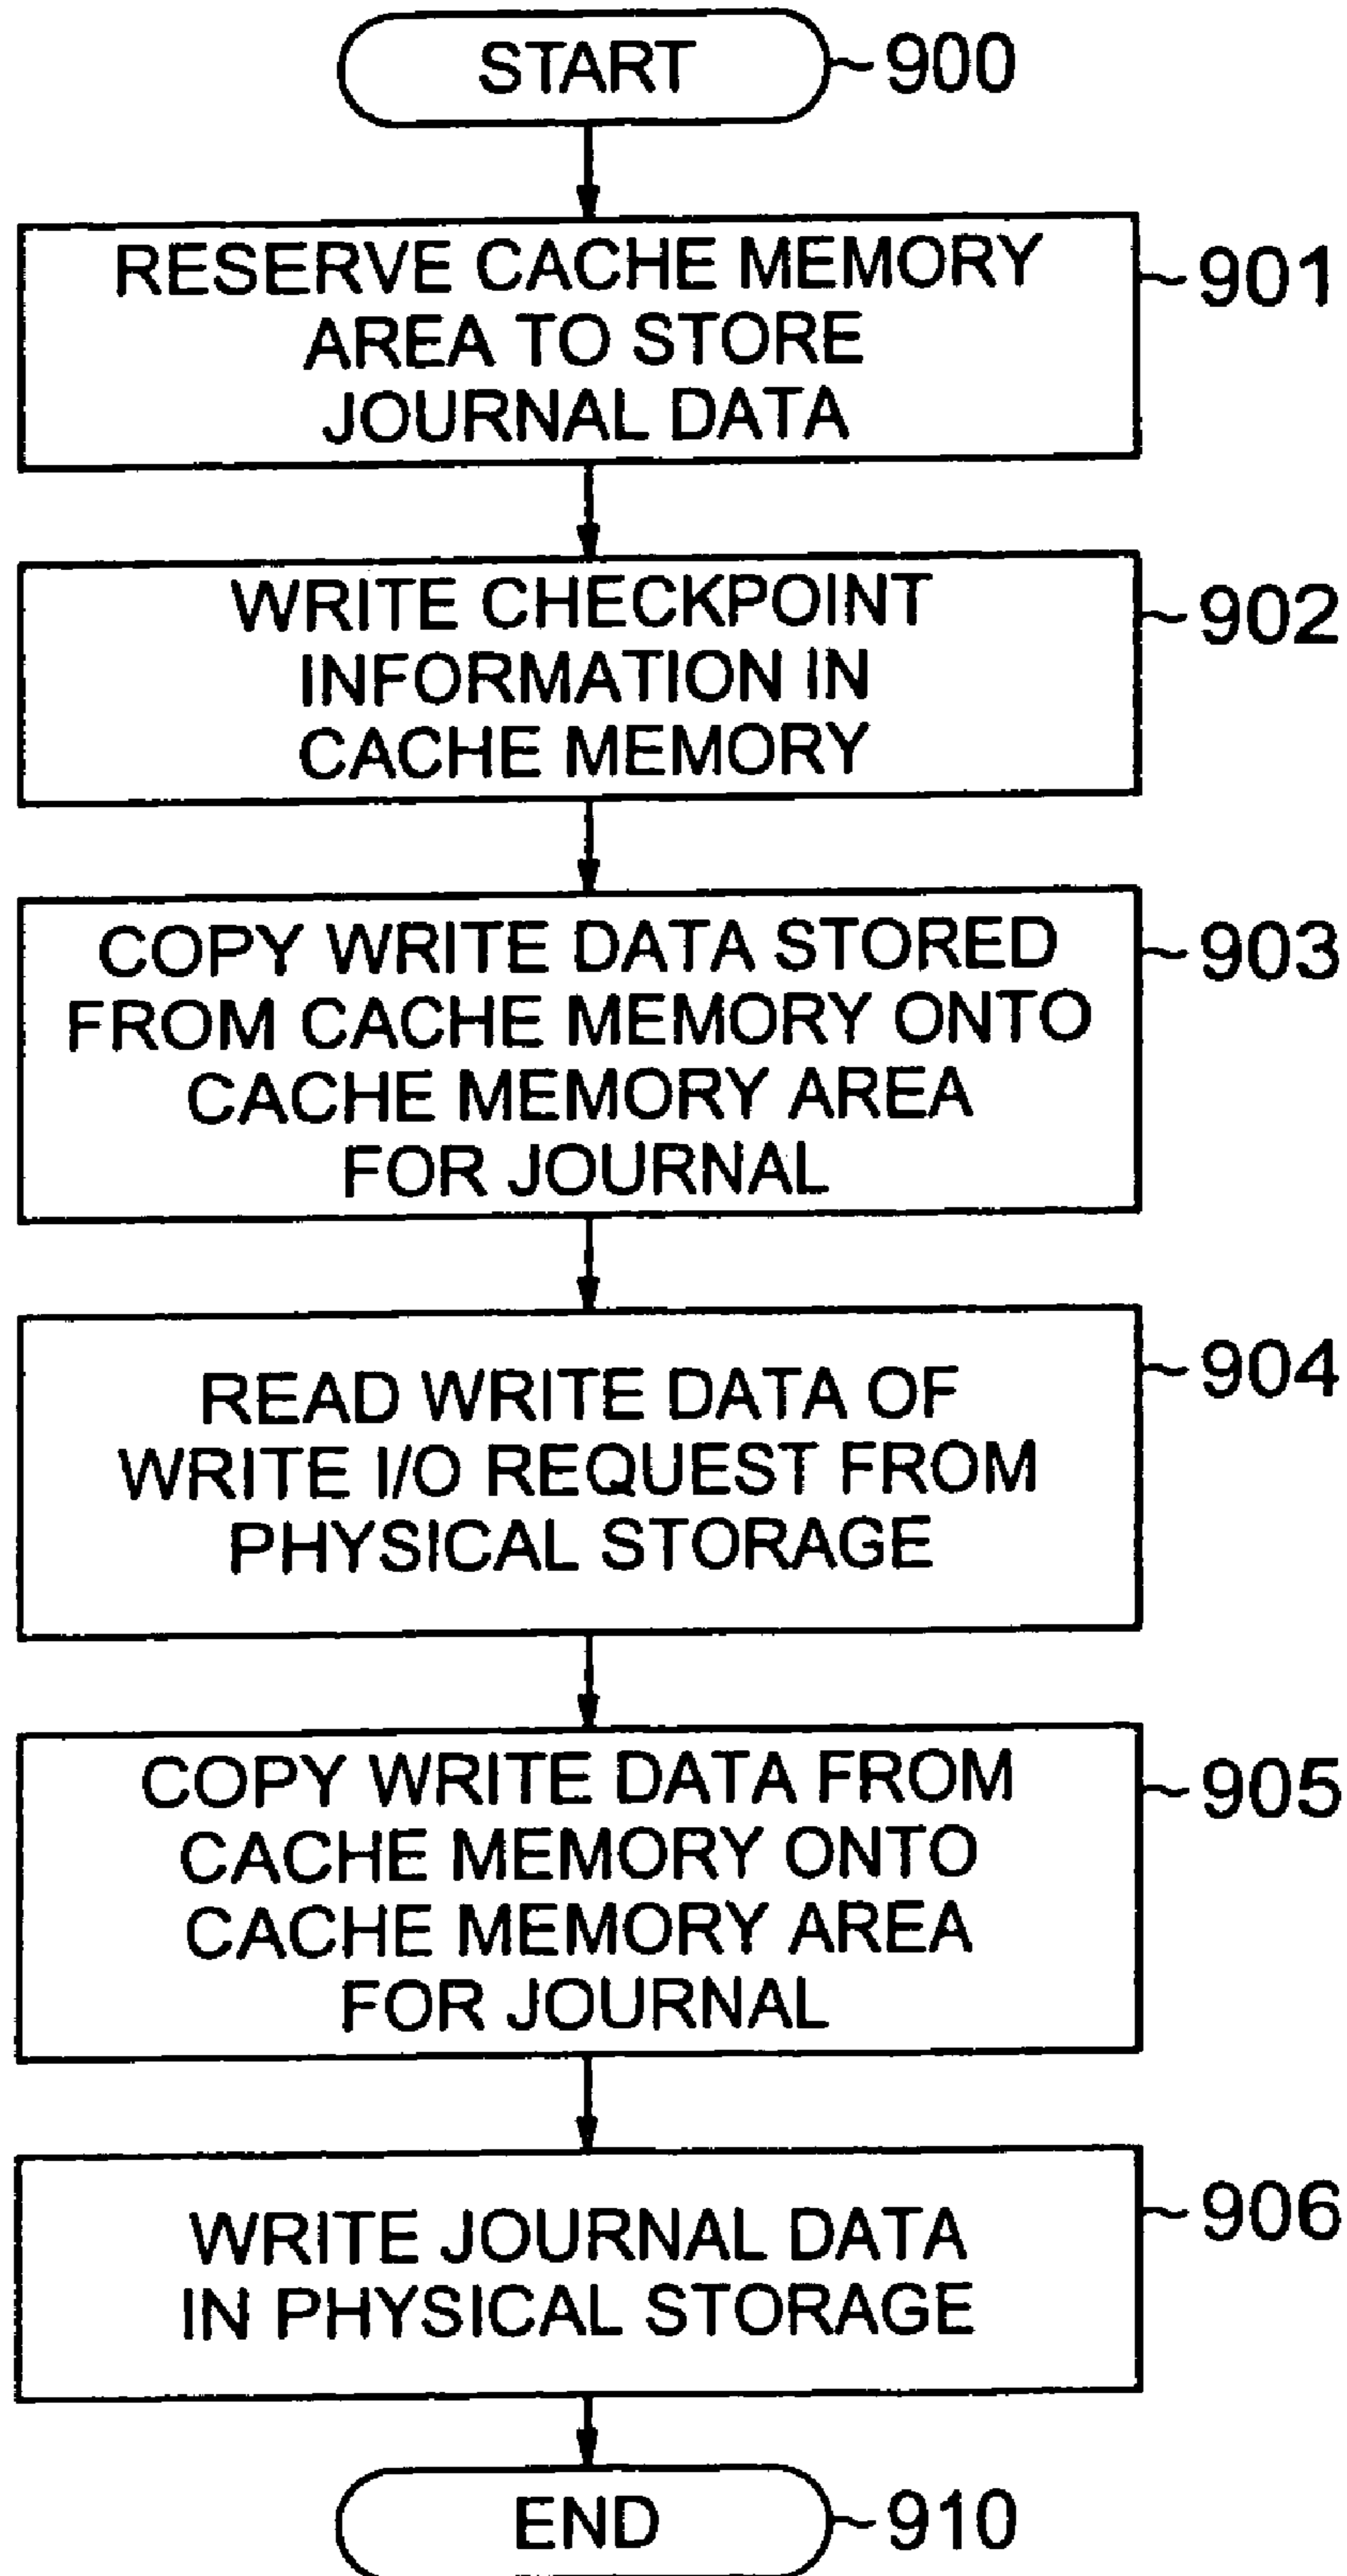 START
900
RESERVE CACHE MEMORY
AREA TO STORE
JOURNAL DATA
901
WRITE CHECKPOINT
INFORMATION IN
CACHE MEMORY
902
COPY WRITE DATA STORED
FROM CACHE MEMORY ONTO
CACHE MEMORY AREA
FOR JOURNAL
903
READ WRITE DATA OF
WRITE I/O REQUEST FROM
PHYSICAL STORAGE
904
COPY WRITE DATA FROM
CACHE MEMORY ONTO
CACHE MEMORY AREA
FOR JOURNAL
905
WRITE JOURNAL DATA
IN PHYSICAL STORAGE
906
END
910